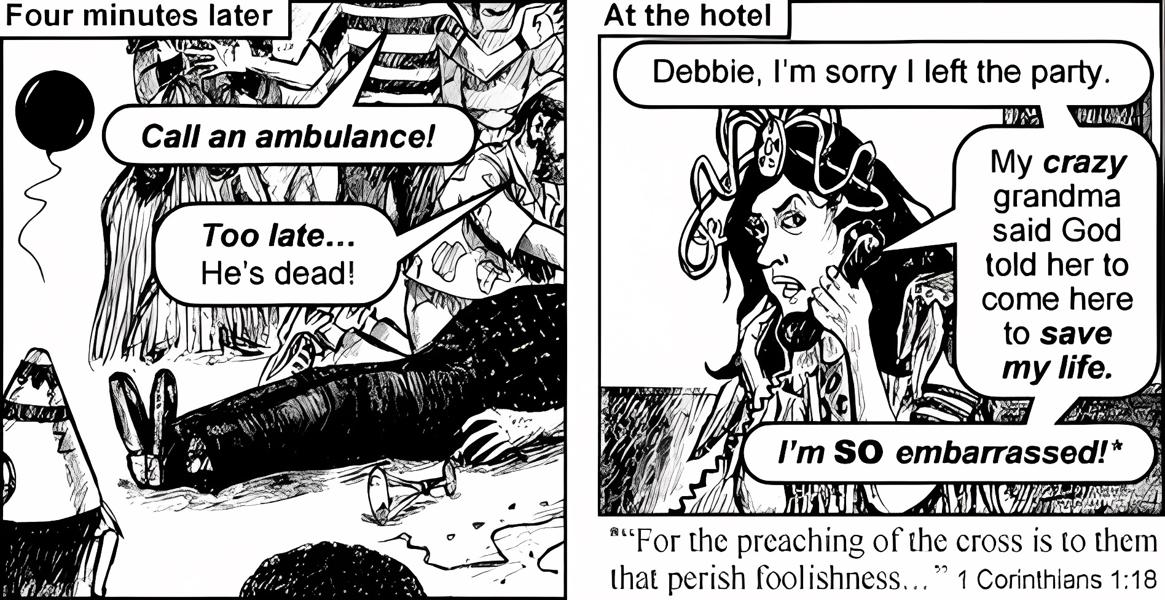 Four minutes later
Call an ambulance!
Too late...
He's dead!
At the hotel
Debbie, I'm sorry I left the party.
My crazy
grandma
said God
told her to
come here
to save
my life.
I'm SO embarrassed!*
*“For the preaching of the cross is to them
that perish foolishness...” 1 Corinthians 1:18